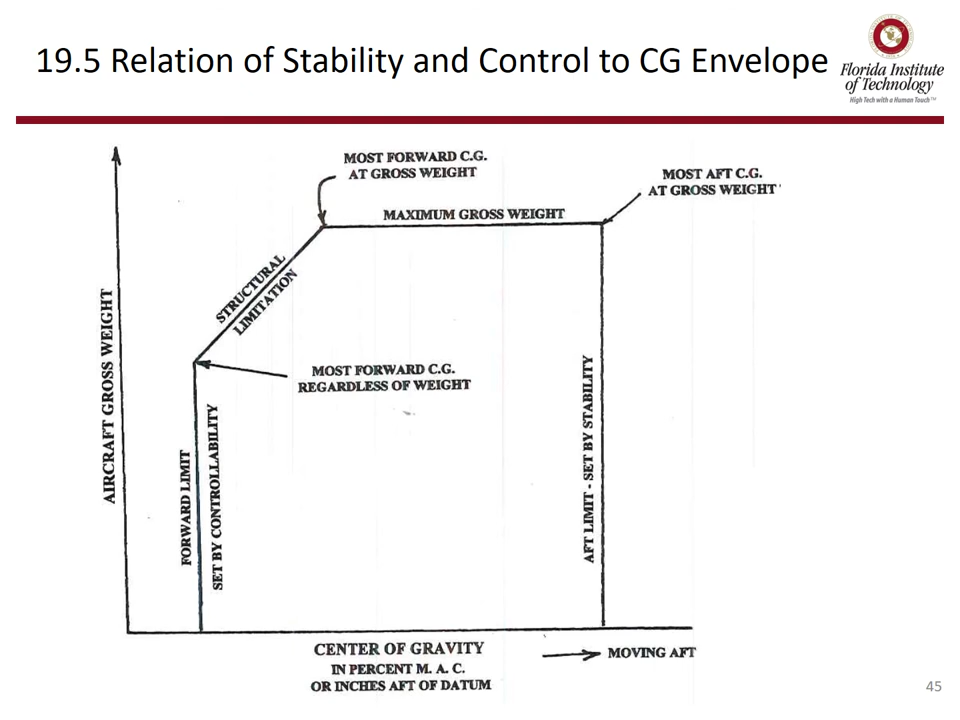 19.5 Relation of Stability and Control to CG Envelope
Florida Institute
of Technology
High Tech with a Human Touch™
MOST FORWARD C.G.
AT GROSS WEIGHT
MOST AFT C.G.
AT GROSS WEIGHT
MAXIMUM GROSS WEIGHT
STRUCTURAL
LIMITATION
MOST FORWARD C.G.
REGARDLESS OF WEIGHT
AIRCRAFT GROSS WEIGHT
FORWARD LIMIT
SET BY CONTROLLABILITY
AFT LIMIT - SET BY STABILITY
CENTER OF GRAVITY
IN PERCENT M. A. C.
OR INCHES AFT OF DATUM
MOVING AFT
45